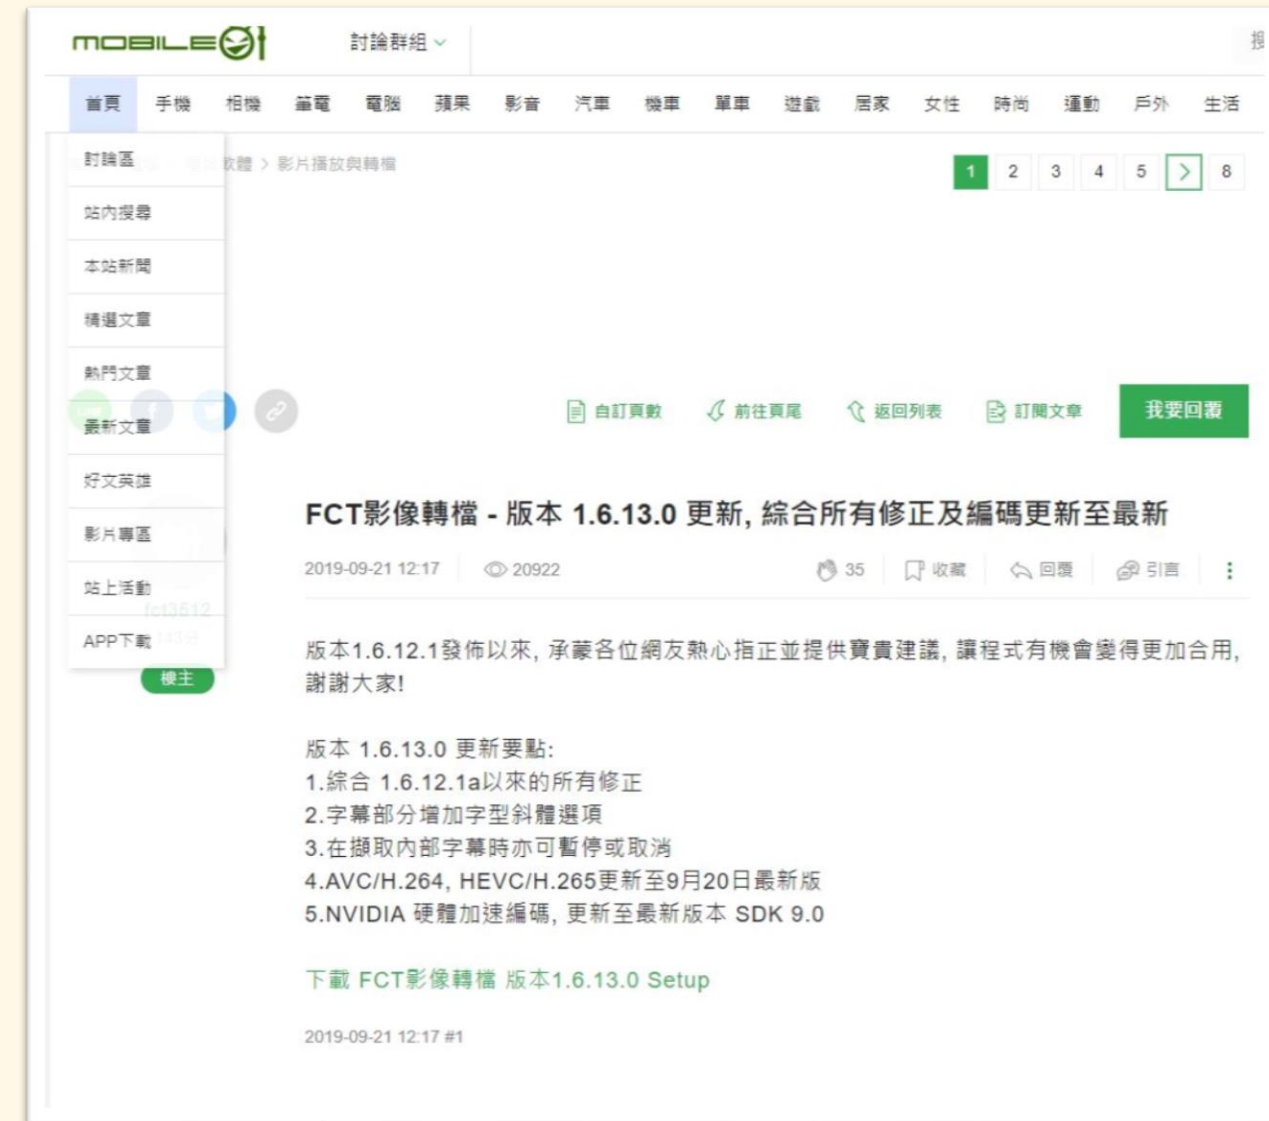 MOBILE01
討論群組
搜
首頁 手機 相機 筆電 電腦 蘋果 影音 汽車 機車 單車 遊戲 居家 女性 時尚 運動 戶外 生活
討論區
軟體 > 影片播放與轉檔
1 2 3 4 5 > 8
站內搜尋
本站新聞
精選文章
熱門文章
最新文章
好文英雄
影片專區
站上活動
APP下載
自訂頁數 前往頁尾 返回列表 訂閱文章 我要回覆
FCT影像轉檔 - 版本 1.6.13.0 更新, 綜合所有修正及編碼更新至最新
2019-09-21 12:17 20922 35 收藏 回覆 引言
fct3512
樓主
版本1.6.12.1發佈以來, 承蒙各位網友熱心指正並提供寶貴建議, 讓程式有機會變得更加合用,
謝謝大家!
版本 1.6.13.0 更新要點:
1.綜合 1.6.12.1a以來的所有修正
2.字幕部分增加字型斜體選項
3.在擷取內部字幕時亦可暫停或取消
4.AVC/H.264, HEVC/H.265更新至9月20日最新版
5.NVIDIA 硬體加速編碼, 更新至最新版本 SDK 9.0
下載 FCT影像轉檔 版本1.6.13.0 Setup
2019-09-21 12:17 #1